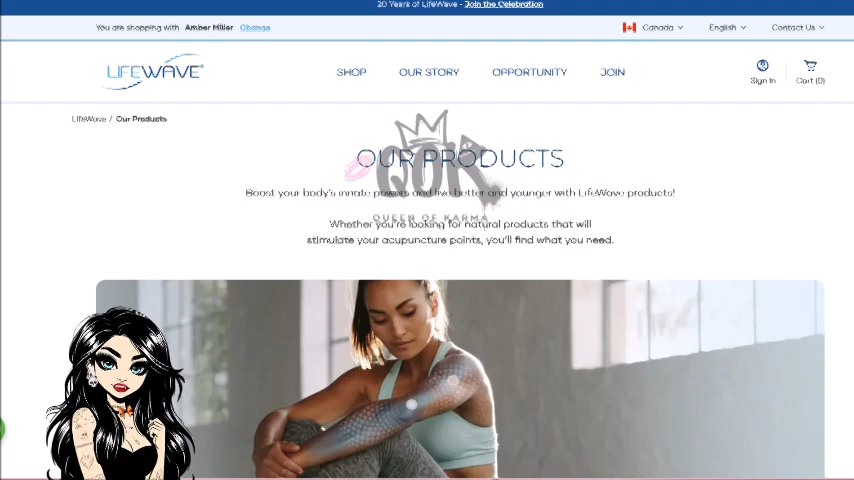 20 Years of LifeWave - Join the Celebration
You are shopping with Amber Miller Change
Canada English Contact Us
LIFEWAVE
SHOP OUR STORY OPPORTUNITY JOIN
Sign In Cart (0)
LifeWave / Our Products
OUR PRODUCTS
QOK
Boost your body's innate powers and live better and younger with LifeWave products!
QUEEN OF KARMA
Whether you're looking for natural products that will
stimulate your acupuncture points, you'll find what you need.